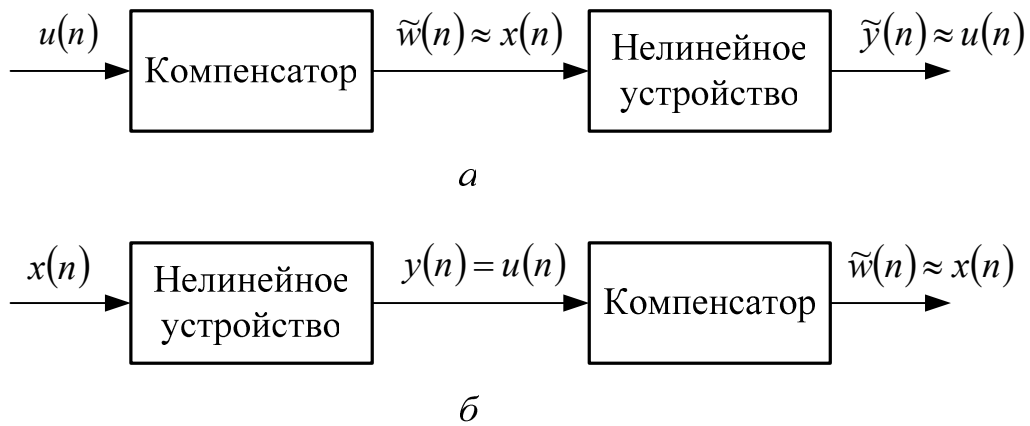 u(n) w̃(n) ≈ x(n) ỹ(n) ≈ u(n)
Компенсатор
Нелинейное
устройство
а
x(n) y(n) = u(n) w̃(n) ≈ x(n)
Нелинейное
устройство
Компенсатор
б